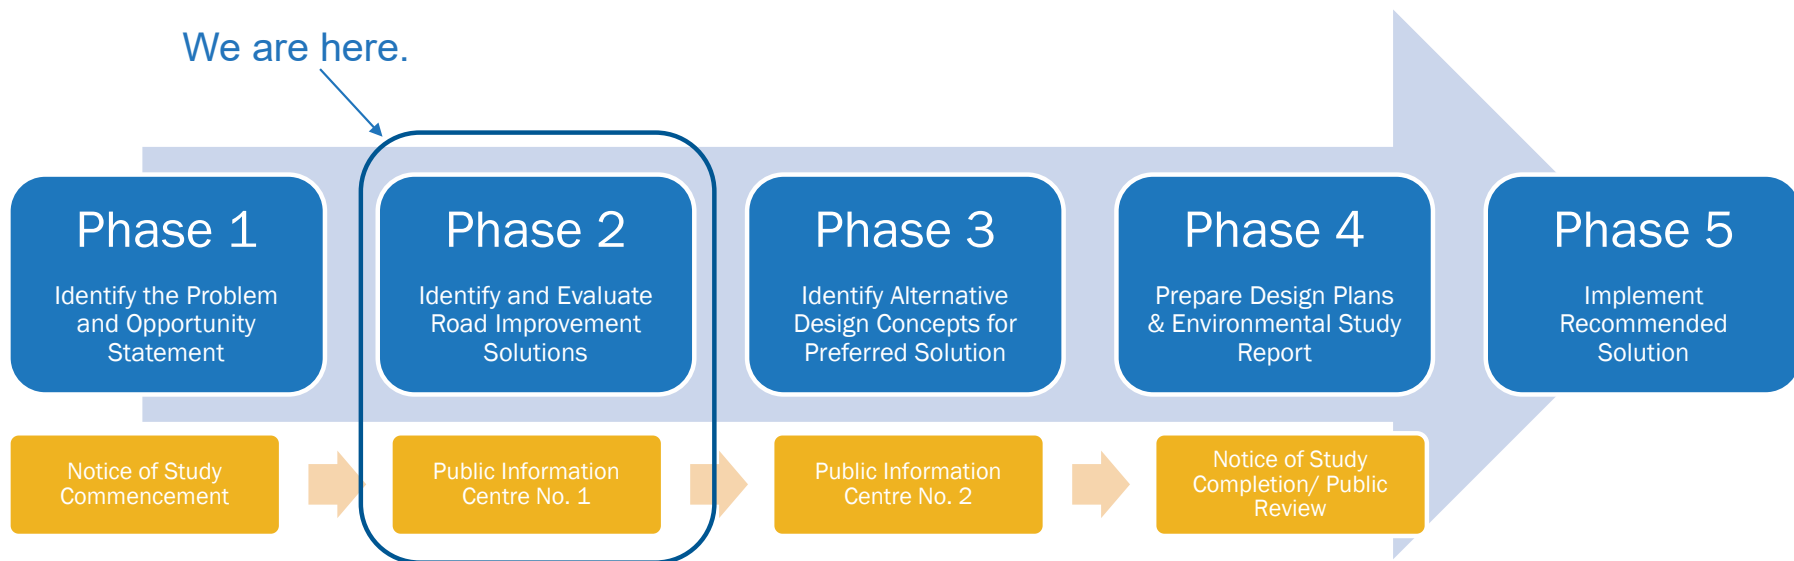 We are here.
Phase 1
Identify the Problem
and Opportunity
Statement
Phase 2
Identify and Evaluate
Road Improvement
Solutions
Phase 3
Identify Alternative
Design Concepts for
Preferred Solution
Phase 4
Prepare Design Plans
& Environmental Study
Report
Phase 5
Implement
Recommended
Solution
Notice of Study
Commencement
Public Information
Centre No. 1
Public Information
Centre No. 2
Notice of Study
Completion/ Public
Review